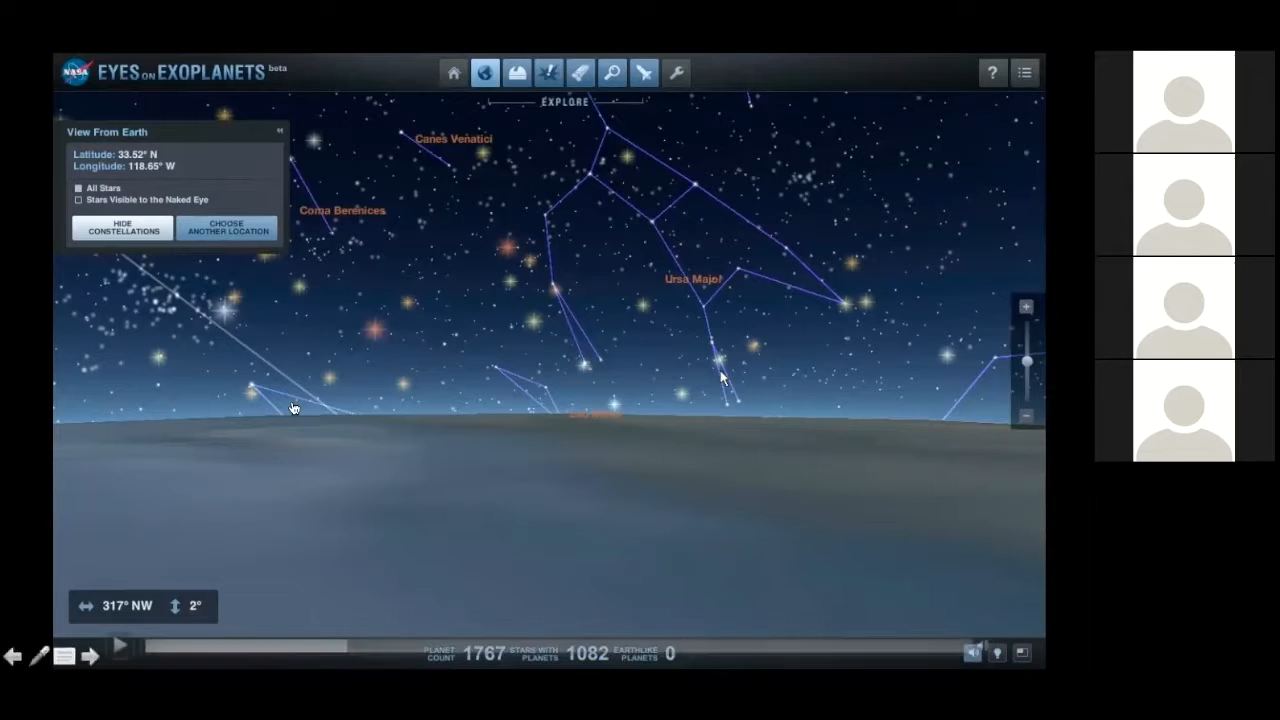 NASA EYES ON EXOPLANETS beta
?
EXPLORE
View From Earth
Latitude: 33.52° N
Longitude: 118.65° W
All Stars
Stars Visible to the Naked Eye
HIDE
CONSTELLATIONS
CHOOSE
ANOTHER LOCATION
Canes Venatici
Coma Berenices
Ursa Major
317° NW 2°
PLANET
COUNT 1767 STARS WITH
PLANETS 1082 EARTHLIKE
PLANETS 0